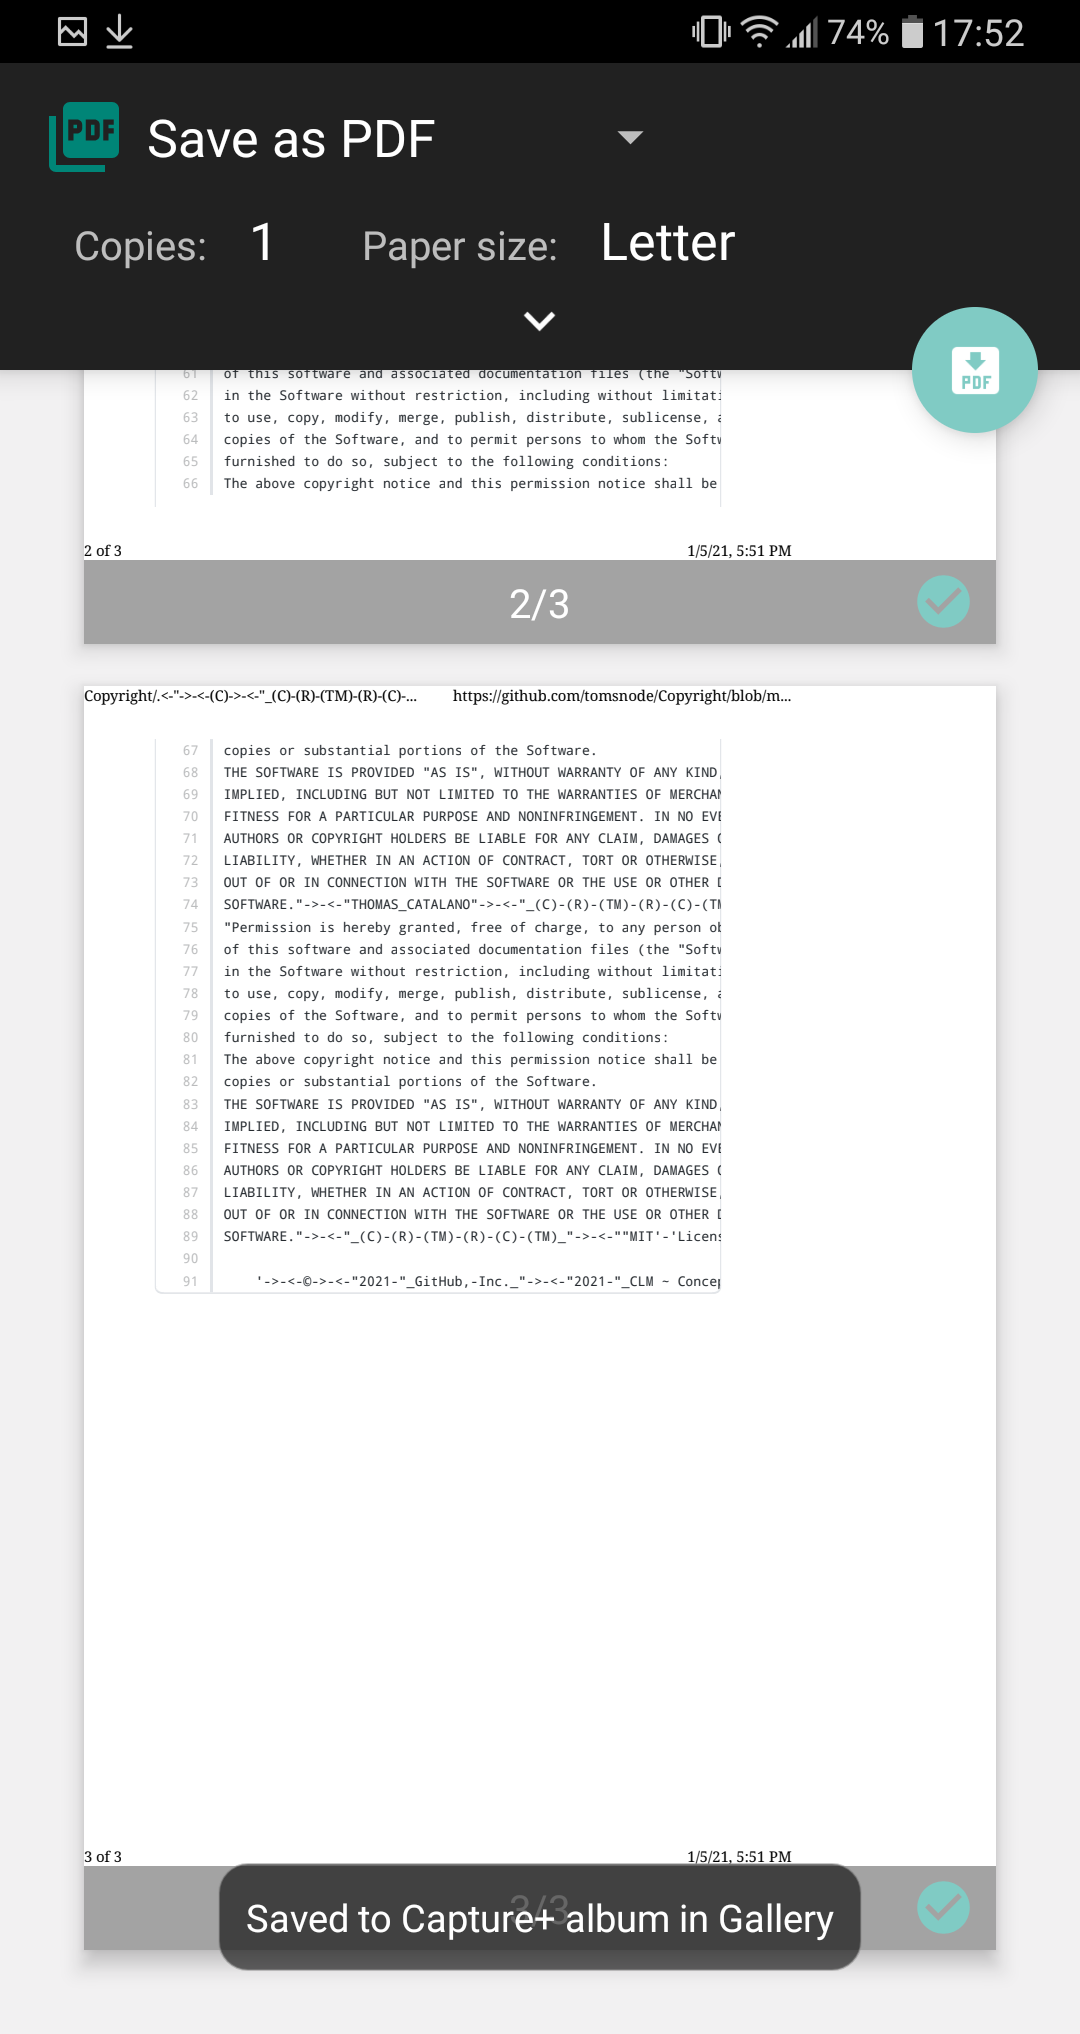 74% 17:52
PDF Save as PDF
Copies: 1 Paper size: Letter
PDF
61 of this software and associated documentation files (the "Soft
62 in the Software without restriction, including without limitati
63 to use, copy, modify, merge, publish, distribute, sublicense,
64 copies of the Software, and to permit persons to whom the Soft
65 furnished to do so, subject to the following conditions:
66 The above copyright notice and this permission notice shall be
2 of 3 1/5/21, 5:51 PM
2/3
Copyright/.<-"->-<-(C)->-<-"_(C)-(R)-(TM)-(R)-(C)-... https://github.com/tomsnode/Copyright/blob/m...
67 copies or substantial portions of the Software.
68 THE SOFTWARE IS PROVIDED "AS IS", WITHOUT WARRANTY OF ANY KIND,
69 IMPLIED, INCLUDING BUT NOT LIMITED TO THE WARRANTIES OF MERCHAN
70 FITNESS FOR A PARTICULAR PURPOSE AND NONINFRINGEMENT. IN NO EVE
71 AUTHORS OR COPYRIGHT HOLDERS BE LIABLE FOR ANY CLAIM, DAMAGES
72 LIABILITY, WHETHER IN AN ACTION OF CONTRACT, TORT OR OTHERWISE,
73 OUT OF OR IN CONNECTION WITH THE SOFTWARE OR THE USE OR OTHER
74 SOFTWARE."->-<-"THOMAS_CATALANO"->-<-"_(C)-(R)-(TM)-(R)-(C)-(TM
75 "Permission is hereby granted, free of charge, to any person ob
76 of this software and associated documentation files (the "Soft
77 in the Software without restriction, including without limitati
78 to use, copy, modify, merge, publish, distribute, sublicense,
79 copies of the Software, and to permit persons to whom the Soft
80 furnished to do so, subject to the following conditions:
81 The above copyright notice and this permission notice shall be
82 copies or substantial portions of the Software.
83 THE SOFTWARE IS PROVIDED "AS IS", WITHOUT WARRANTY OF ANY KIND,
84 IMPLIED, INCLUDING BUT NOT LIMITED TO THE WARRANTIES OF MERCHAN
85 FITNESS FOR A PARTICULAR PURPOSE AND NONINFRINGEMENT. IN NO EVE
86 AUTHORS OR COPYRIGHT HOLDERS BE LIABLE FOR ANY CLAIM, DAMAGES
87 LIABILITY, WHETHER IN AN ACTION OF CONTRACT, TORT OR OTHERWISE,
88 OUT OF OR IN CONNECTION WITH THE SOFTWARE OR THE USE OR OTHER
89 SOFTWARE."->-<-"_(C)-(R)-(TM)-(R)-(C)-(TM)_"->-<-""MIT'-'Licens
90
91 '->-<-©->-<-"2021-"_GitHub,-Inc._"->-<-"2021-"_CLM ~ Concep
3 of 3 1/5/21, 5:51 PM
3/3
Saved to Capture+ album in Gallery